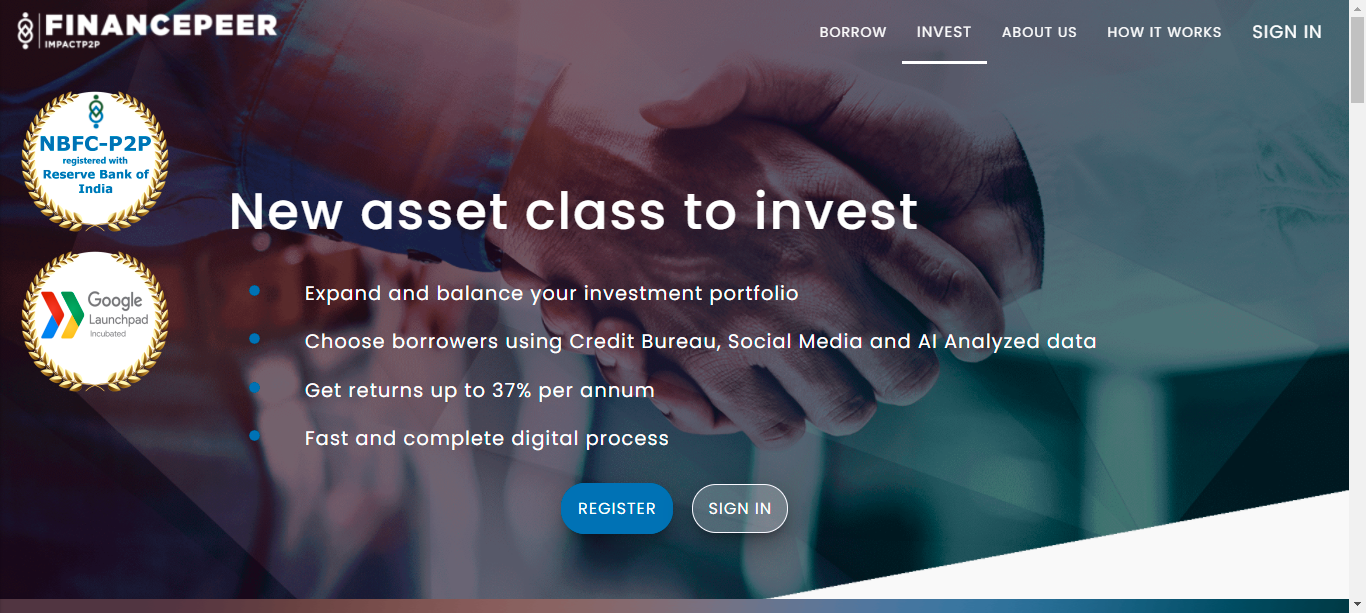 FINANCEPEER
IMPACTP2P
BORROW
INVEST
ABOUT US
HOW IT WORKS
SIGN IN
NBFC-P2P
registered with
Reserve Bank of
India
Google
Launchpad
Incubated
New asset class to invest
Expand and balance your investment portfolio
Choose borrowers using Credit Bureau, Social Media and AI Analyzed data
Get returns up to 37% per annum
Fast and complete digital process
REGISTER
SIGN IN